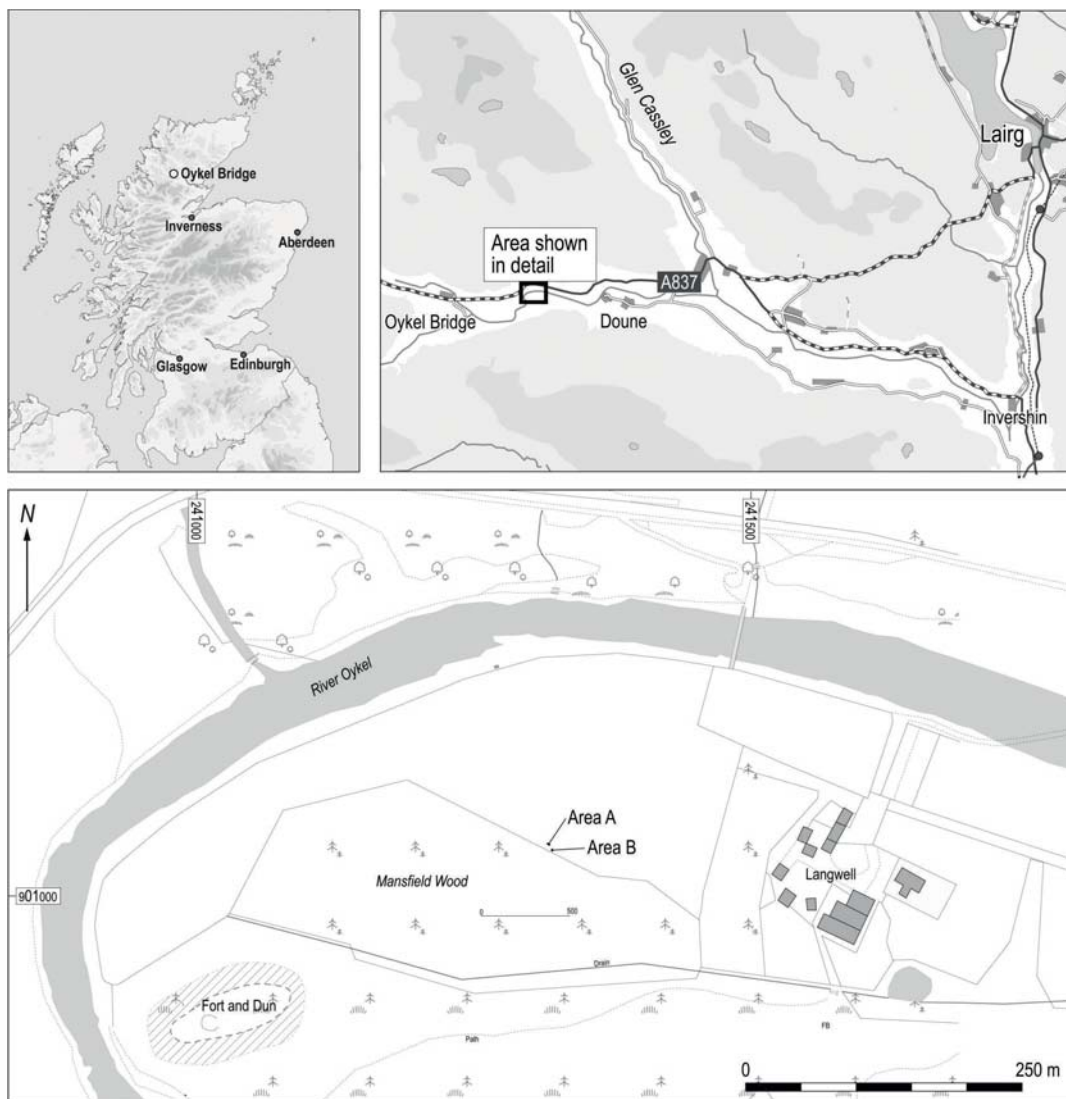 Oykel Bridge
Inverness
Aberdeen
Glasgow
Edinburgh
Glen Cassley
Lairg
Area shown
in detail
A837
Oykel Bridge
Doune
Invershin
N
241000
241500
River Oykel
Area A
Area B
Mansfield Wood
Langwell
901000
0 500
Drain
Fort and Dun
Path
FB
0 250 m